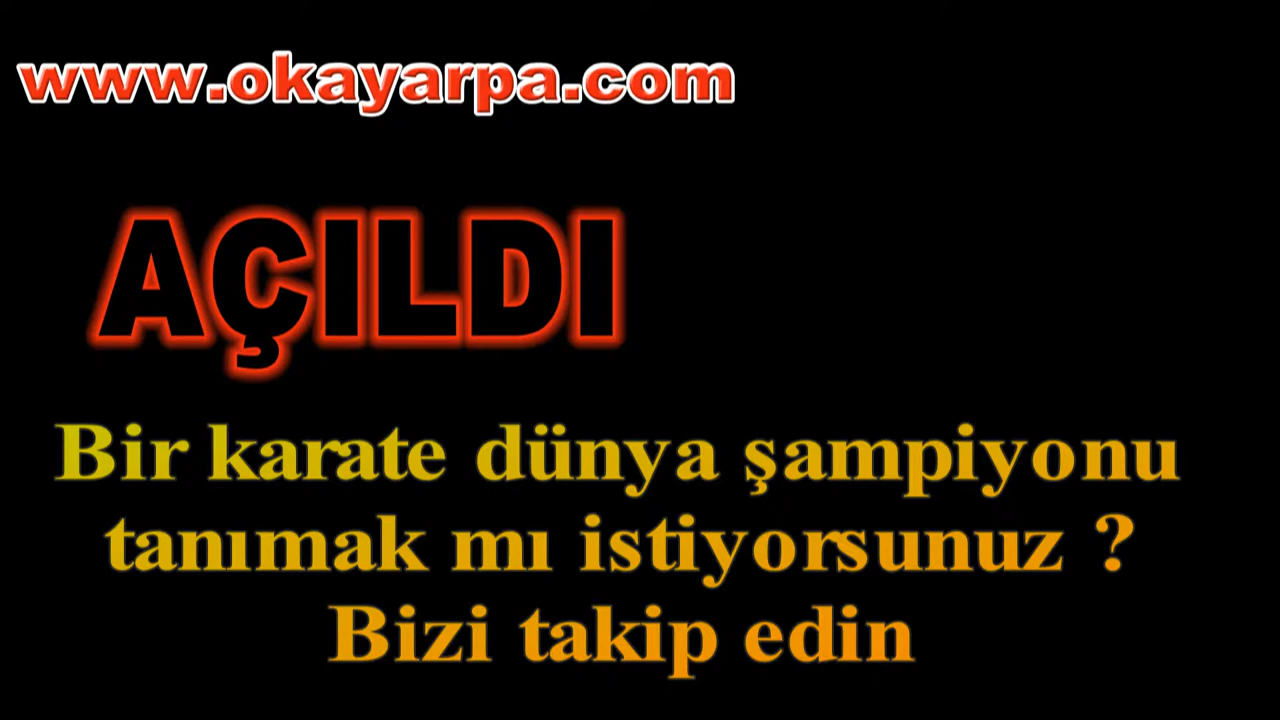 www.okayarpa.com
AÇILDI
Bir karate dünya şampiyonu
tanımak mı istiyorsunuz ?
Bizi takip edin